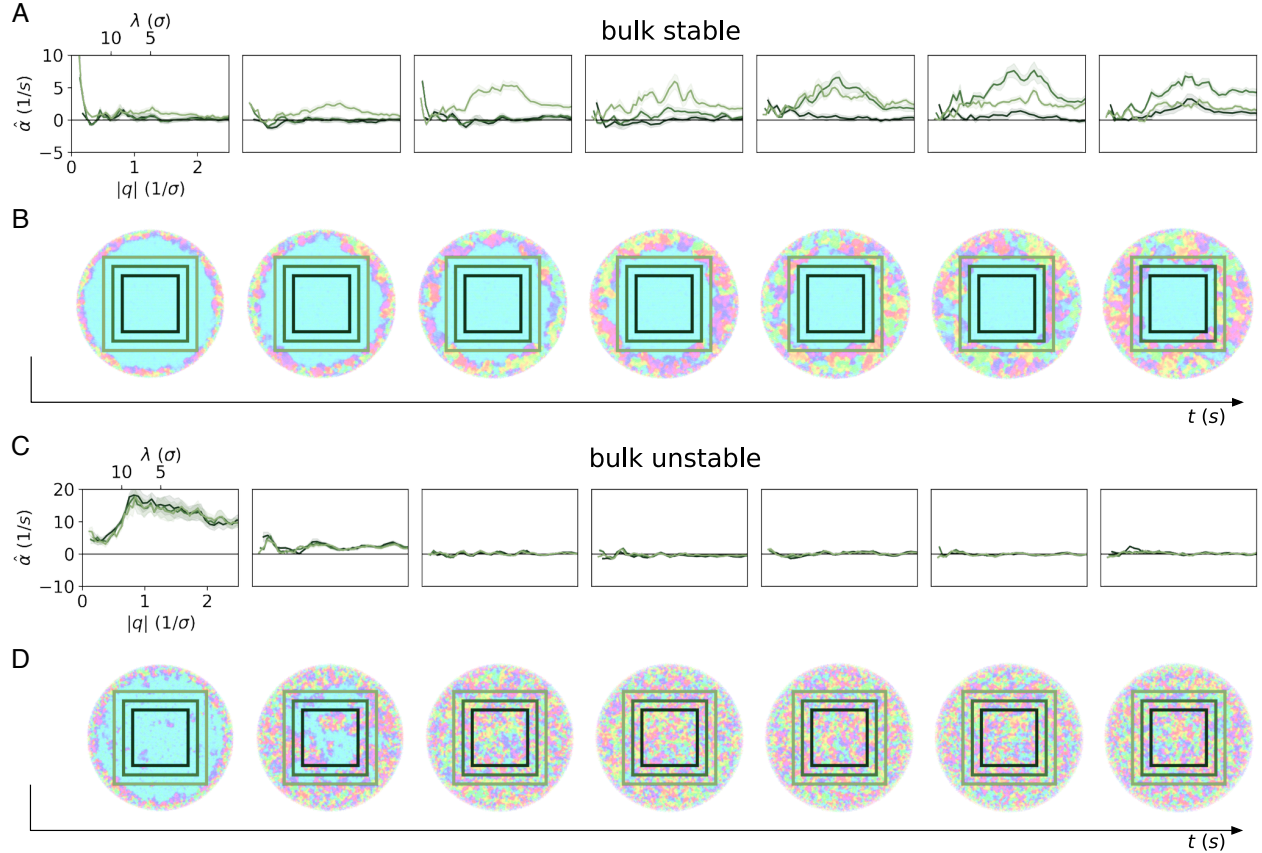 A
λ (σ)
10 5
bulk stable
10
5
0
−5
α̂ (1/s)
0 1 2
|q| (1/σ)
B
t (s)
C
λ (σ)
10 5
bulk unstable
20
10
0
−10
α̂ (1/s)
0 1 2
|q| (1/σ)
D
t (s)